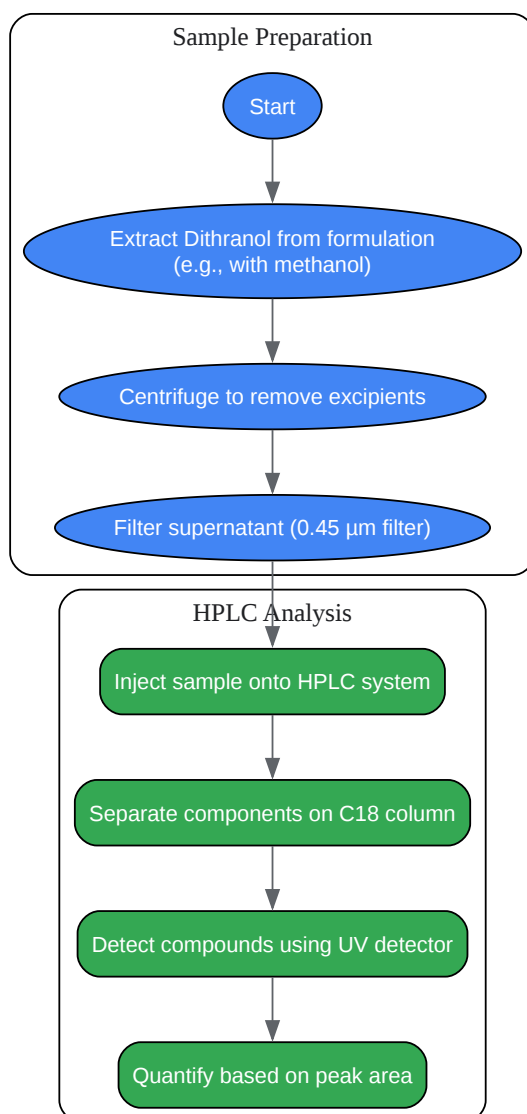 Sample Preparation
Start
Extract Dithranol from formulation
(e.g., with methanol)
Centrifuge to remove excipients
Filter supernatant (0.45 µm filter)
HPLC Analysis
Inject sample onto HPLC system
Separate components on C18 column
Detect compounds using UV detector
Quantify based on peak area